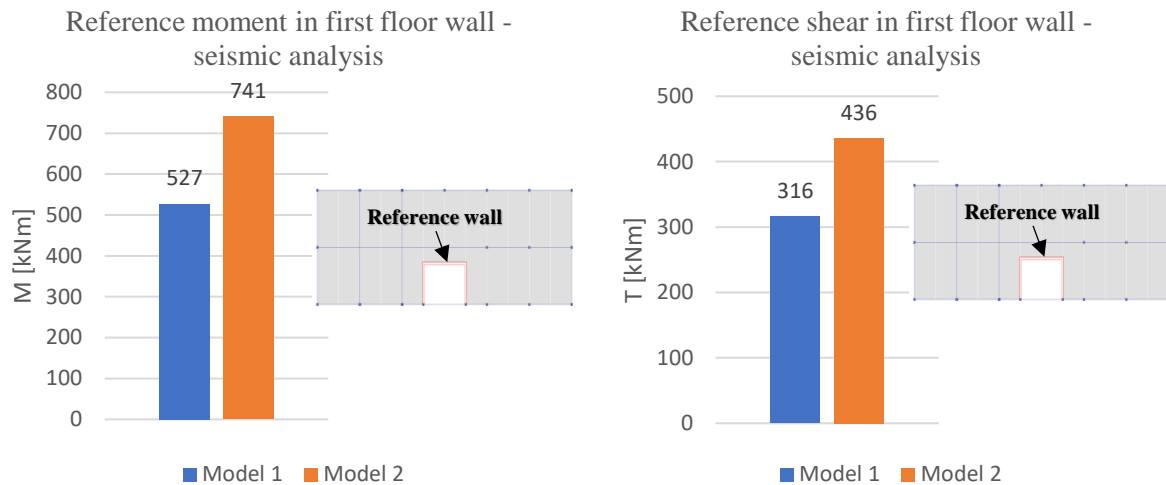 Reference moment in first floor wall -
seismic analysis
M [kNm]
800
700
600
500
400
300
200
100
0
527
741
Reference wall
Model 1
Model 2
Reference shear in first floor wall -
seismic analysis
T [kNm]
500
400
300
200
100
0
316
436
Reference wall
Model 1
Model 2